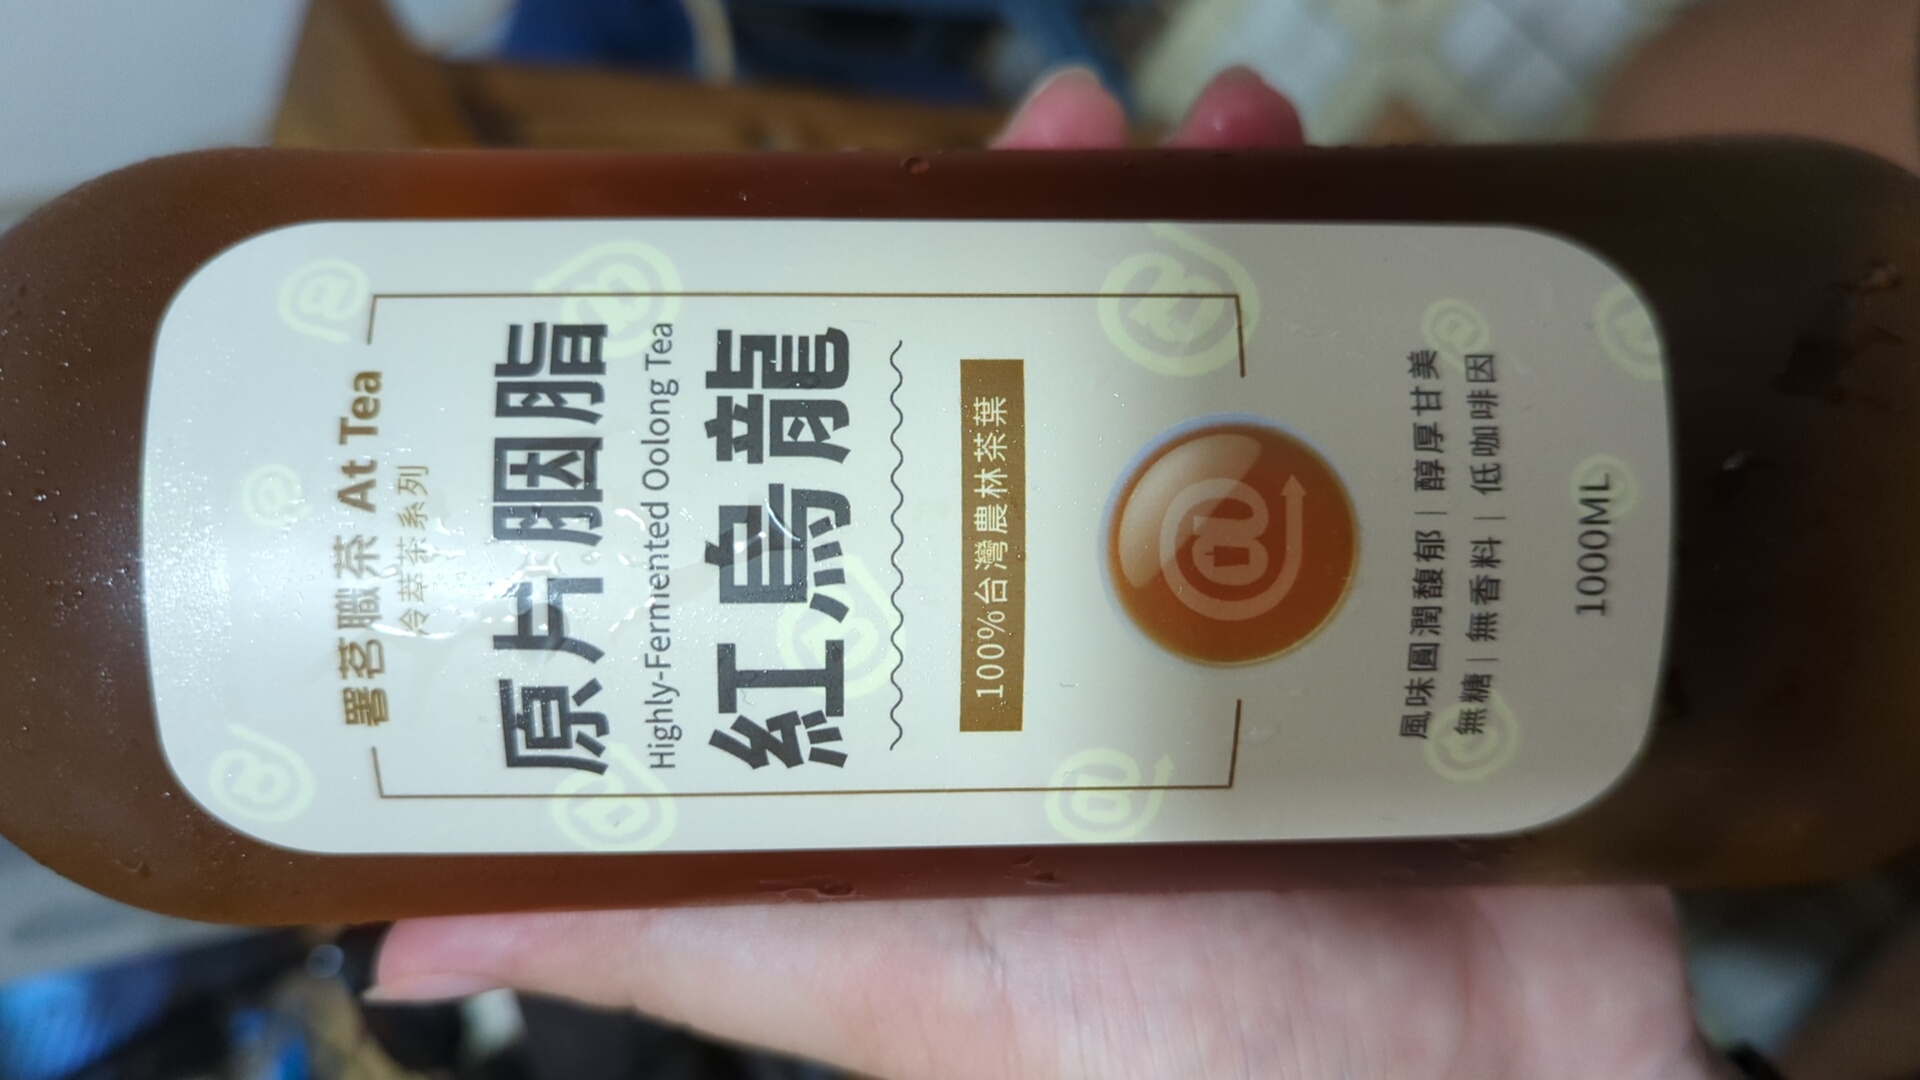 署茗職茶 At Tea
冷萃茶系列
原片胭脂
Highly-Fermented Oolong Tea
紅烏龍
100%台灣農林茶葉
風味圓潤馥郁 | 醇厚甘美
無糖 | 無香料 | 低咖啡因
1000ML